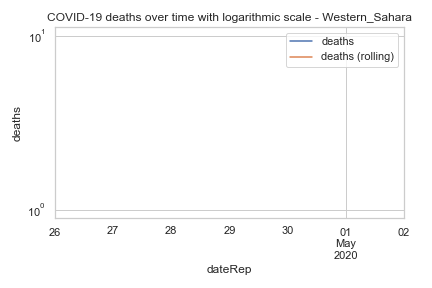 COVID-19 deaths over time with logarithmic scale - Western_Sahara
deaths
deaths (rolling)
10¹
10⁰
deaths
26 27 28 29 30 01 02
May
2020
dateRep